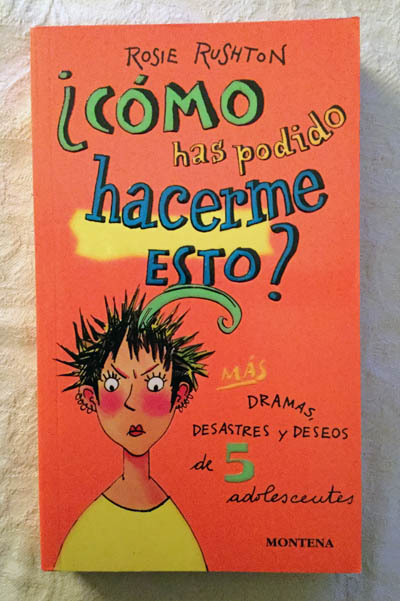 ROSIE RUSHTON
¿CÓMO
has podido
hacerme
ESTO?
MÁS
DRAMAS,
DESASTRES y DESEOS
de 5
adolescentes
MONTENA